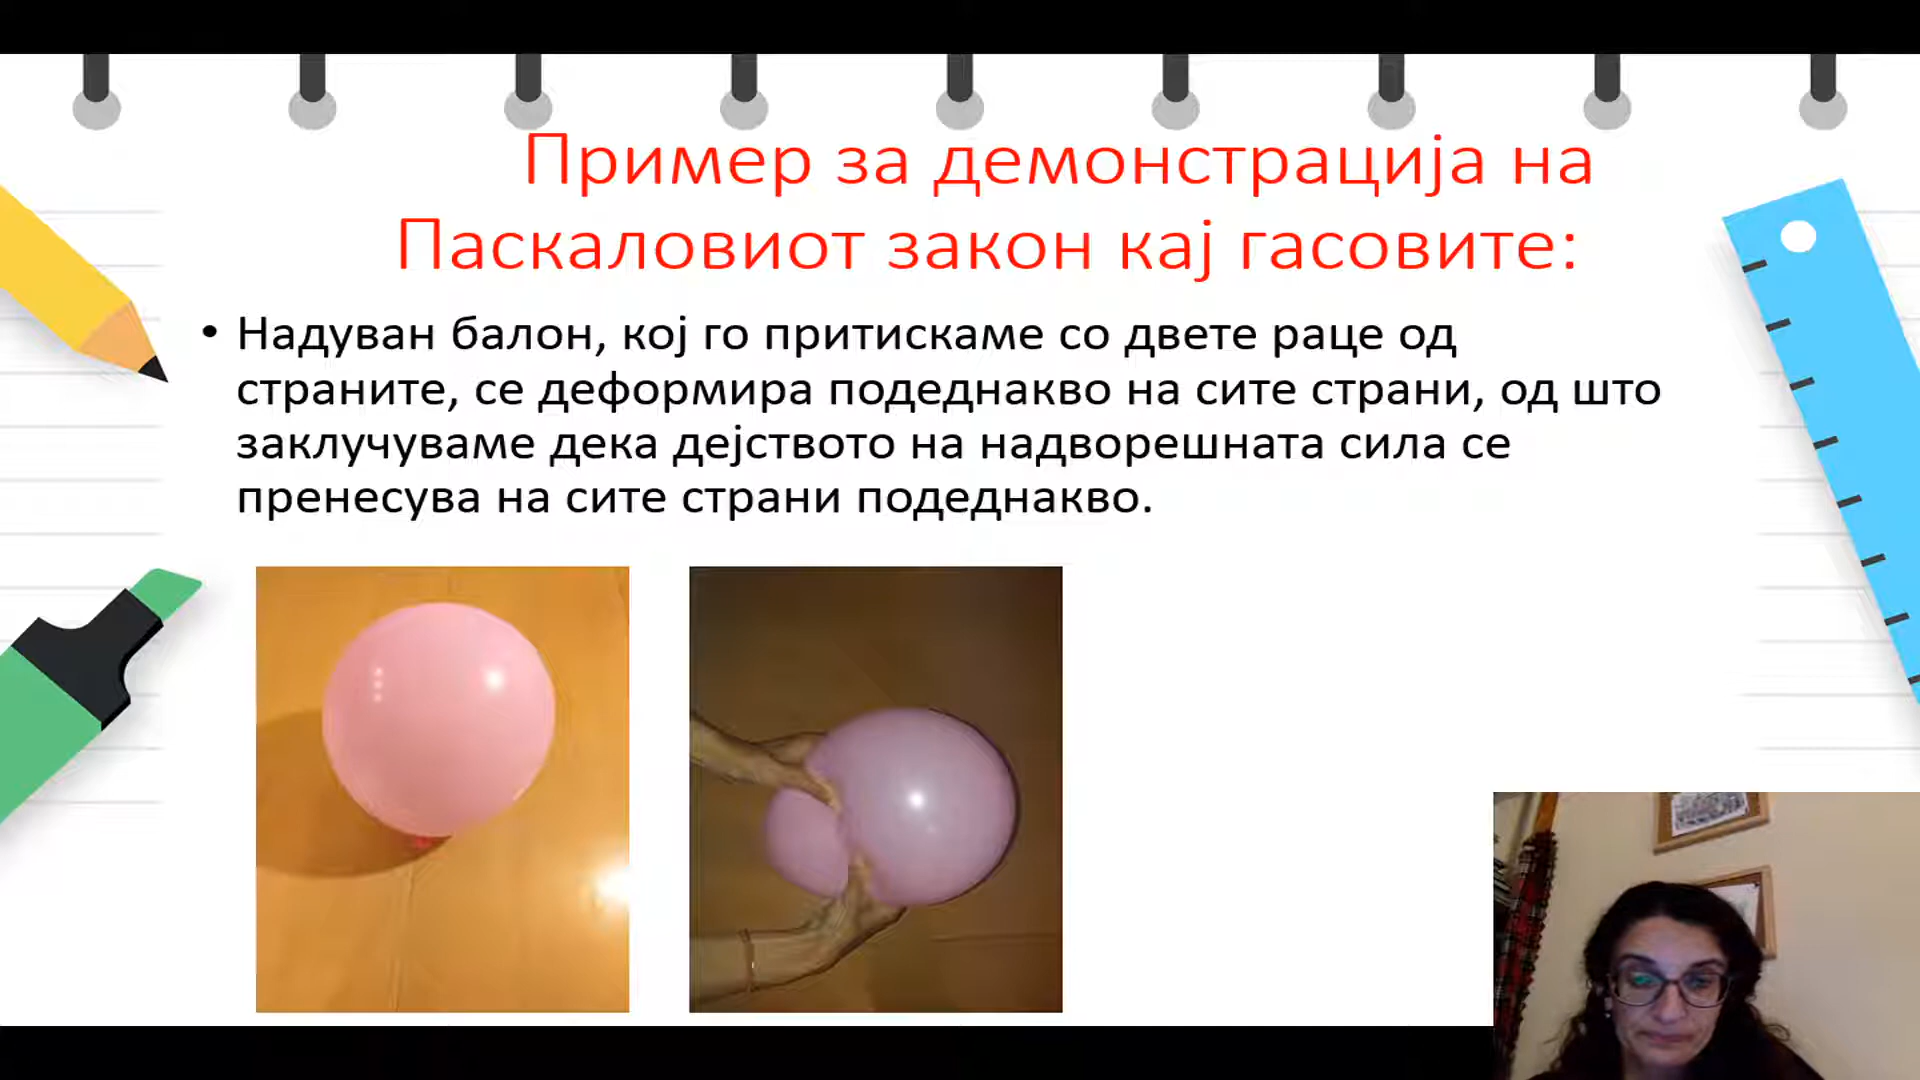 Пример за демонстрација на
Паскаловиот закон кај гасовите:
• Надуван балон, кој го притискаме со двете раце од
страните, се деформира подеднакво на сите страни, од што
заклучуваме дека дејството на надворешната сила се
пренесува на сите страни подеднакво.